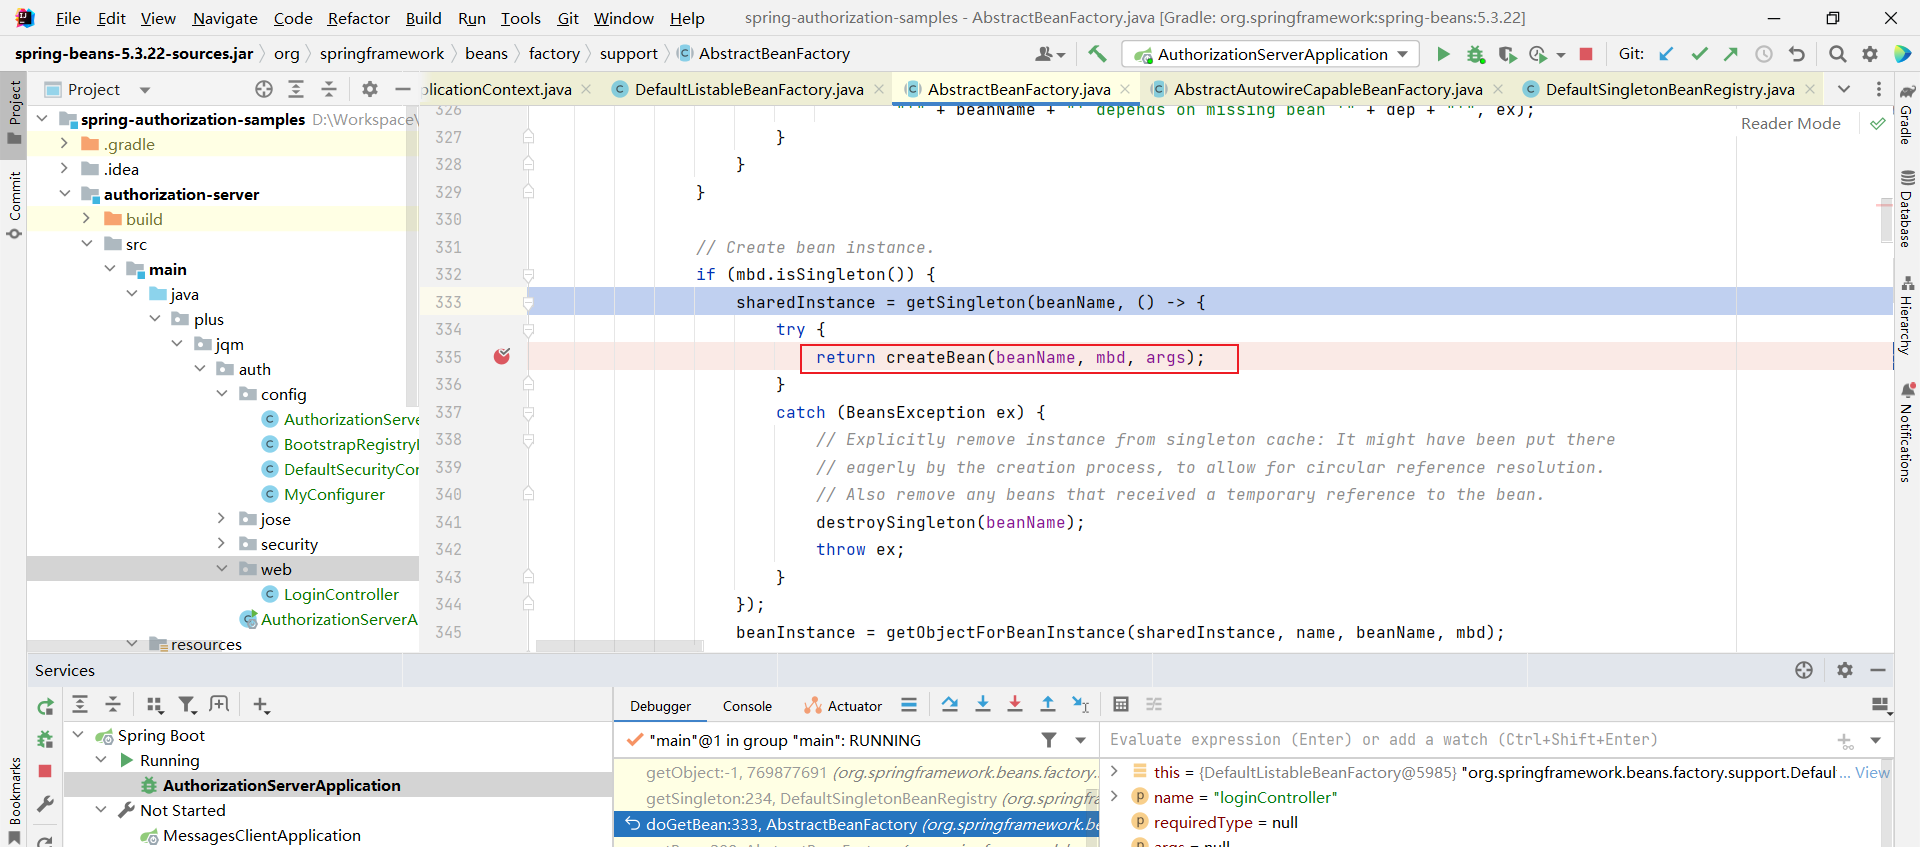 File Edit View Navigate Code Refactor Build Run Tools Git Window Help spring-authorization-samples - AbstractBeanFactory.java [Gradle: org.springframework:spring-beans:5.3.22]
spring-beans-5.3.22-sources.jar org springframework beans factory support AbstractBeanFactory AuthorizationServerApplication Git:
Project plicationContext.java DefaultListableBeanFactory.java AbstractBeanFactory.java AbstractAutowireCapableBeanFactory.java DefaultSingletonBeanRegistry.java
Project
Commit
Bookmarks
spring-authorization-samples D:\Workspace\
.gradle
.idea
authorization-server
build
src
main
java
plus
jqm
auth
config
AuthorizationServe
BootstrapRegistryI
DefaultSecurityCon
MyConfigurer
jose
security
web
LoginController
AuthorizationServerA
resources
Reader Mode
326 "'" + beanName + "' depends on missing bean '" + dep + "'", ex);
327 }
328 }
329 }
330
331 // Create bean instance.
332 if (mbd.isSingleton()) {
333 sharedInstance = getSingleton(beanName, () -> {
334 try {
335 return createBean(beanName, mbd, args);
336 }
337 catch (BeansException ex) {
338 // Explicitly remove instance from singleton cache: It might have been put there
339 // eagerly by the creation process, to allow for circular reference resolution.
340 // Also remove any beans that received a temporary reference to the bean.
341 destroySingleton(beanName);
342 throw ex;
343 }
344 });
345 beanInstance = getObjectForBeanInstance(sharedInstance, name, beanName, mbd);
Gradle
Database
Hierarchy
Notifications
Services
Spring Boot
Running
AuthorizationServerApplication
Not Started
MessagesClientApplication
Debugger Console Actuator
"main"@1 in group "main": RUNNING
getObject:-1, 769877691 (org.springframework.beans.factory.
getSingleton:234, DefaultSingletonBeanRegistry (org.springfra
doGetBean:333, AbstractBeanFactory (org.springframework.be
Evaluate expression (Enter) or add a watch (Ctrl+Shift+Enter)
this = {DefaultListableBeanFactory@5985} "org.springframework.beans.factory.support.Defaul ... View
name = "loginController"
requiredType = null
args = null